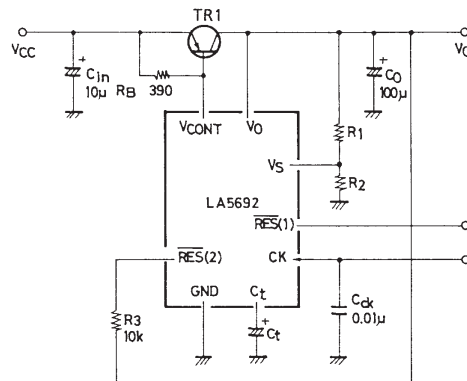 TR1
VCC
VO
Cin
10μ
RB
390
CO
100μ
VCONT
VO
R1
VS
R2
LA5692
RES(1)
RES(2)
CK
GND
Ct
R3
10k
Ct
Cck
0.01μ